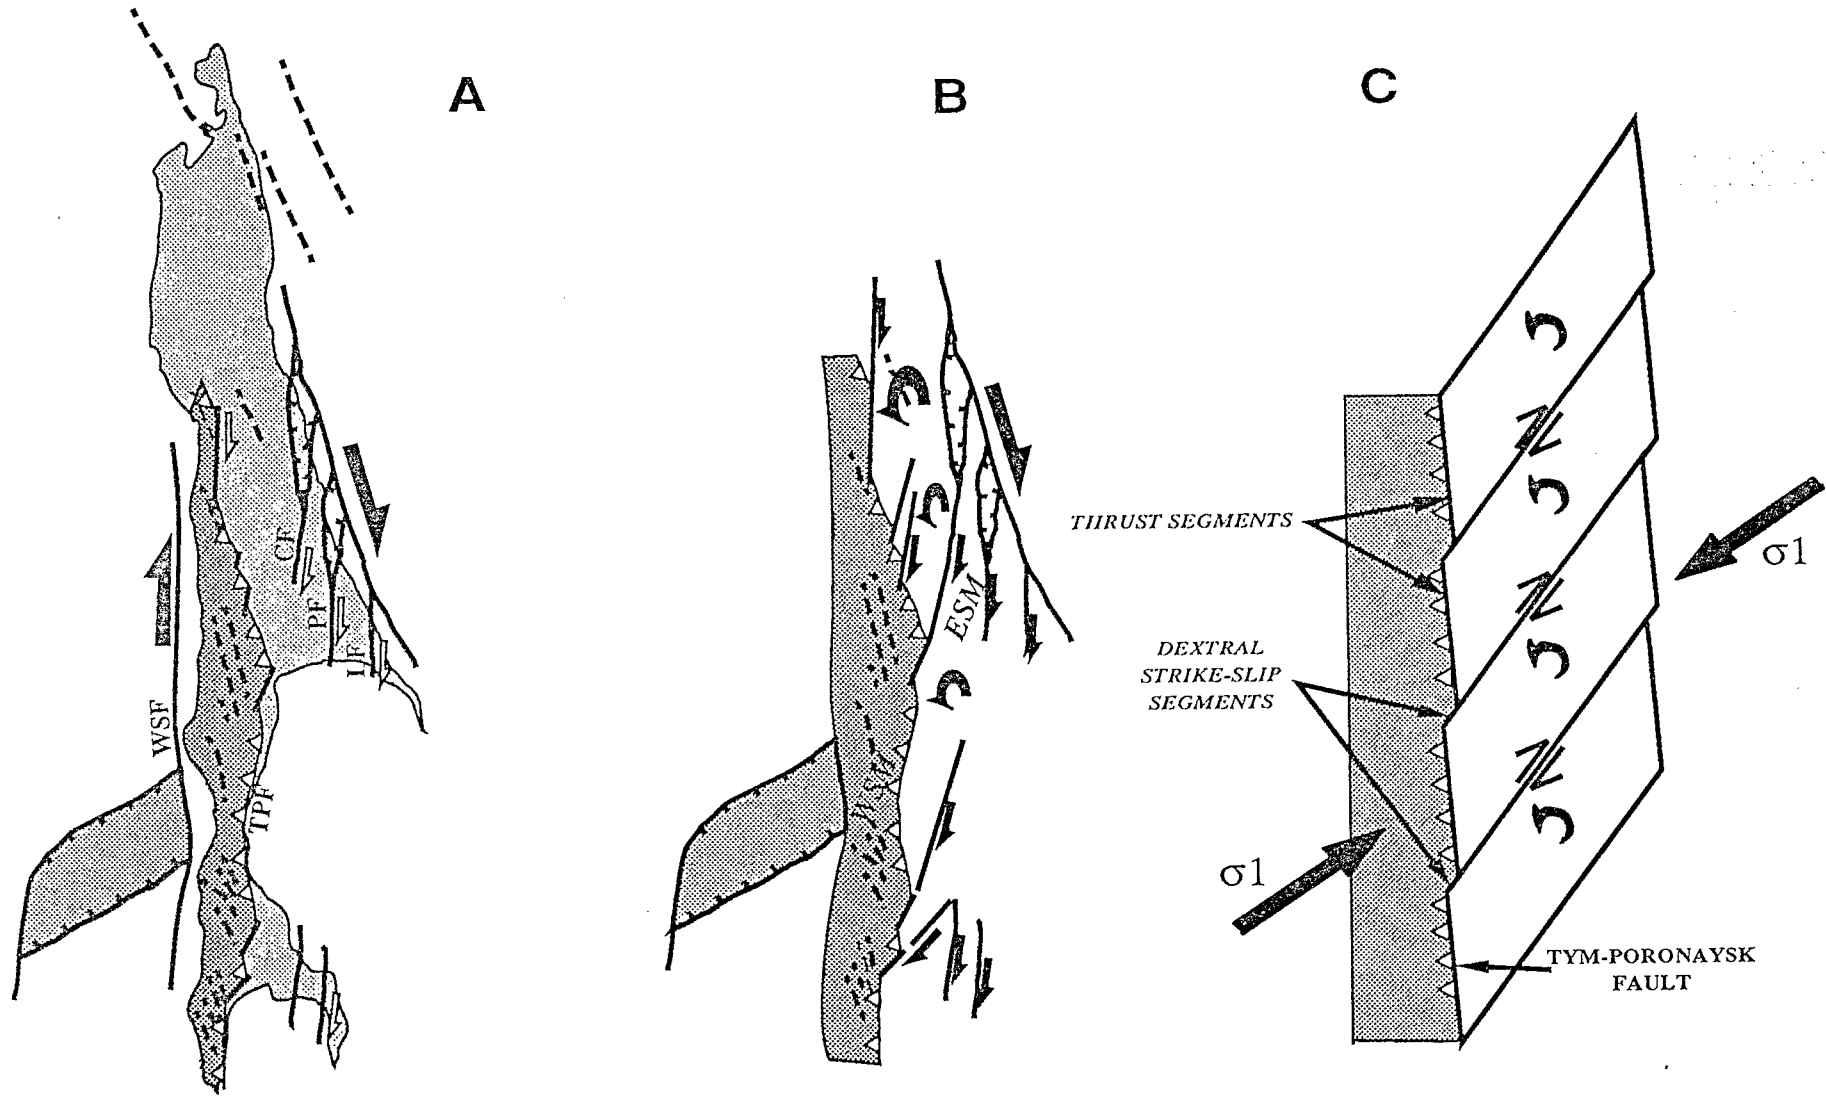 A
B
C
CF
PF
LF
WSF
TPF
ESM
WSM
THRUST SEGMENTS
DEXTRAL
STRIKE-SLIP
SEGMENTS
σ1
σ1
TYM-PORONAYSK
FAULT